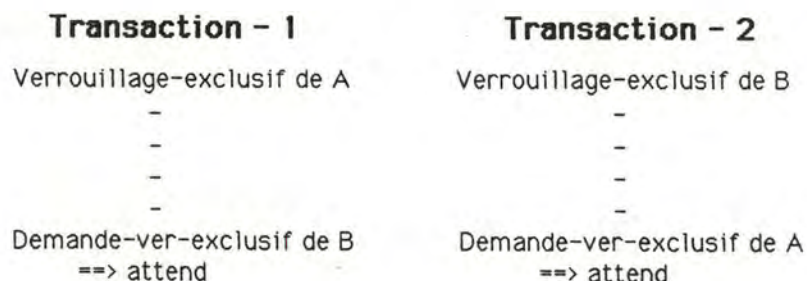 Transaction - 1
Verrouillage-exclusif de A
-
-
-
-
Demande-ver-exclusif de B
==> attend
Transaction - 2
Verrouillage-exclusif de B
-
-
-
-
Demande-ver-exclusif de A
==> attend